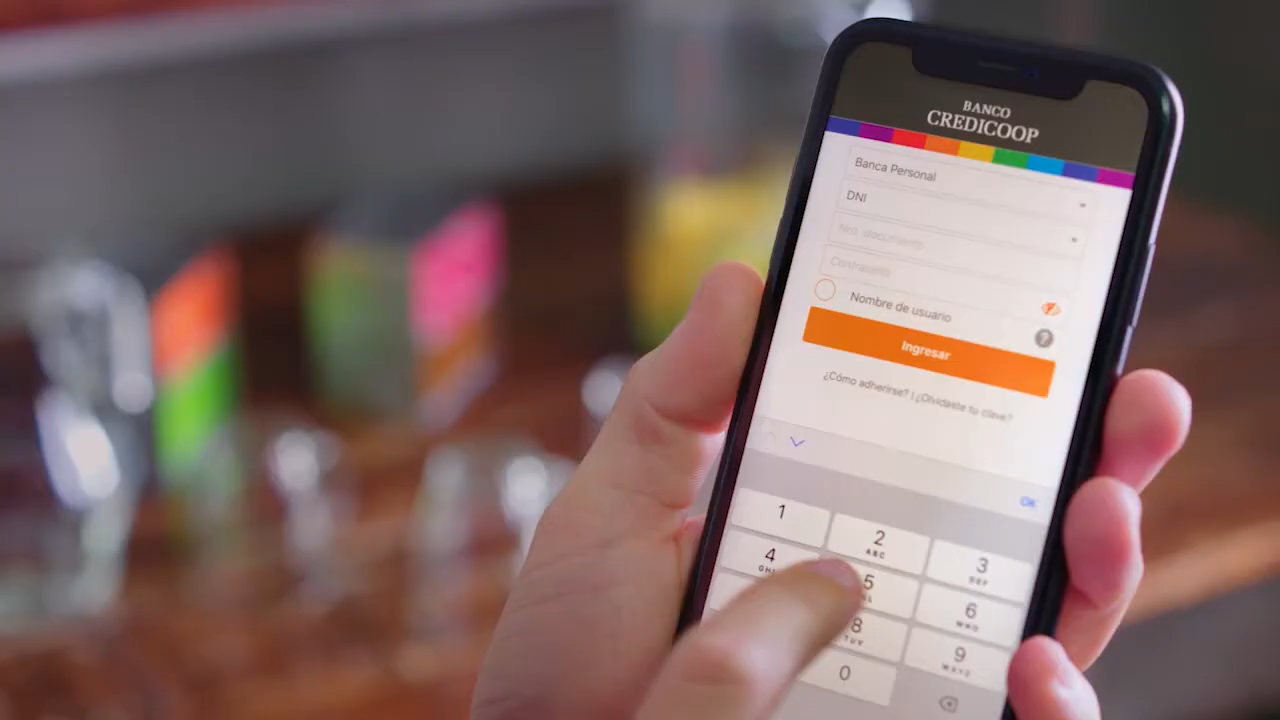 BANCO
CREDICOOP
Banca Personal
DNI
Nro. documento
Contraseña
Nombre de usuario
?
Ingresar
¿Cómo adherirse? | ¿Olvidaste tu clave?
OK
1
2
ABC
3
DEF
4
5
6
MNO
8
TUV
9
WXYZ
0